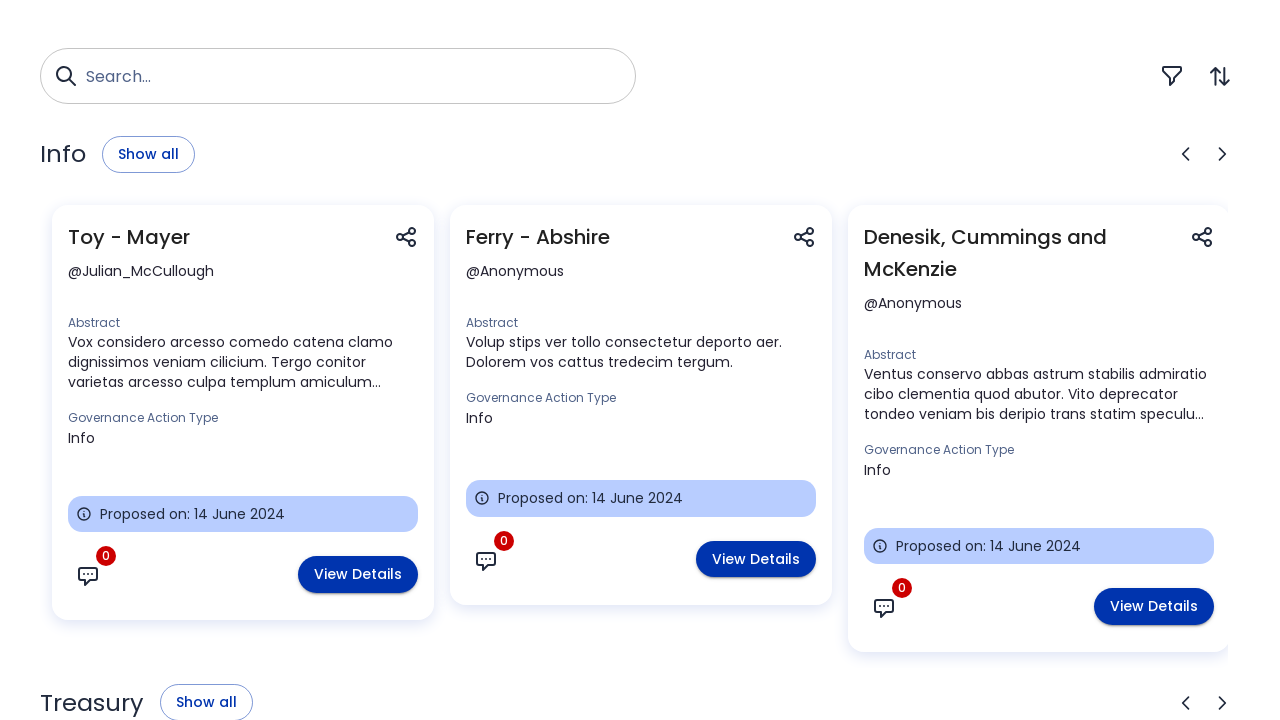 Search...
Info
Show all
Toy - Mayer
@Julian_McCullough
Abstract
Vox considero arcesso comedo catena clamo
dignissimos veniam cilicium. Tergo conitor
varietas arcesso culpa templum amiculum...
Governance Action Type
Info
Proposed on: 14 June 2024
0
View Details
Ferry - Abshire
@Anonymous
Abstract
Volup stips ver tollo consectetur deporto aer.
Dolorem vos cattus tredecim tergum.
Governance Action Type
Info
Proposed on: 14 June 2024
0
View Details
Denesik, Cummings and
McKenzie
@Anonymous
Abstract
Ventus conservo abbas astrum stabilis admiratio
cibo clementia quod abutor. Vito deprecator
tondeo veniam bis deripio trans statim speculu...
Governance Action Type
Info
Proposed on: 14 June 2024
0
View Details
Treasury
Show all